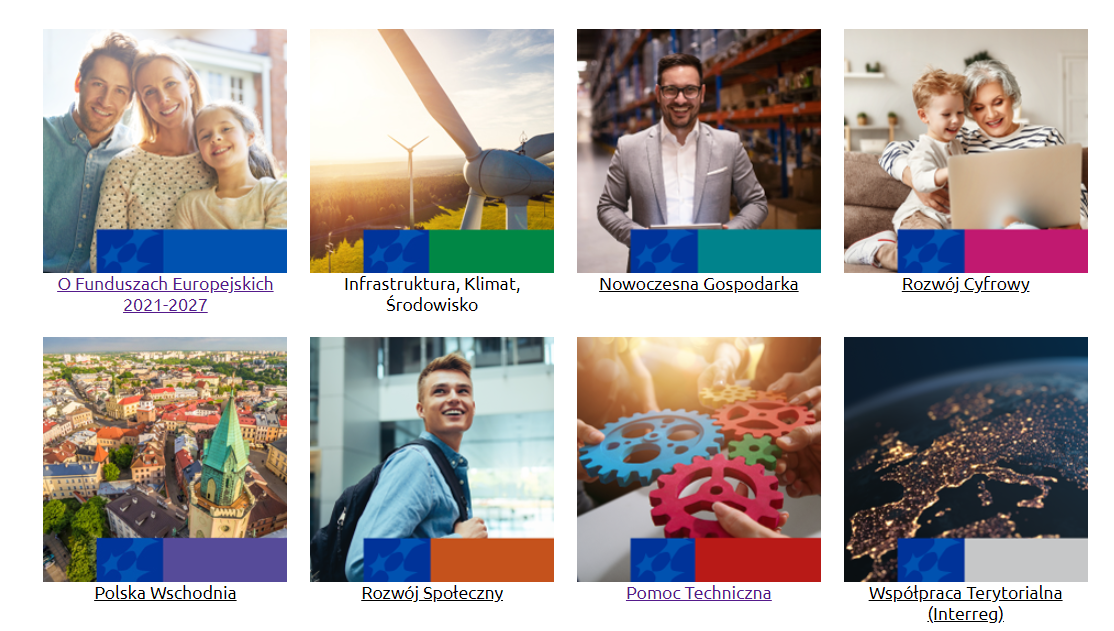 O Funduszach Europejskich
2021-2027
Infrastruktura, Klimat,
Środowisko
Nowoczesna Gospodarka
Rozwój Cyfrowy
Polska Wschodnia
Rozwój Społeczny
Pomoc Techniczna
Współpraca Terytorialna
(Interreg)